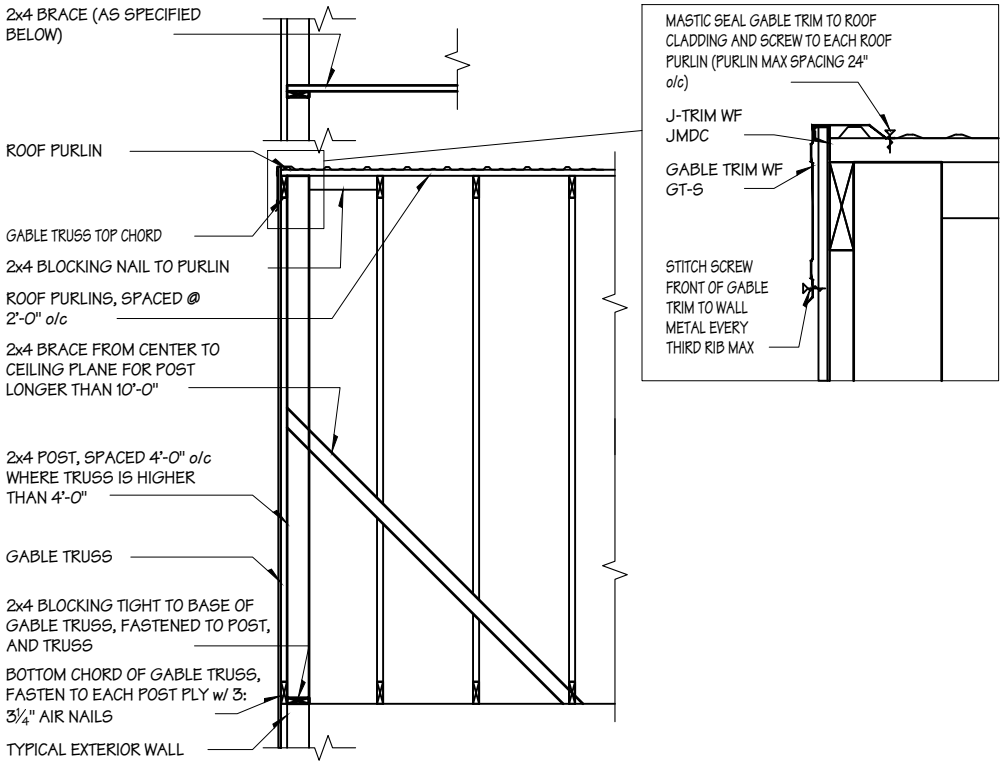 2x4 BRACE (AS SPECIFIED
BELOW)
ROOF PURLIN
GABLE TRUSS TOP CHORD
2x4 BLOCKING NAIL TO PURLIN
ROOF PURLINS, SPACED @
2'-0" o/c
2x4 BRACE FROM CENTER TO
CEILING PLANE FOR POST
LONGER THAN 10'-0"
2x4 POST, SPACED 4'-0" o/c
WHERE TRUSS IS HIGHER
THAN 4'-0"
GABLE TRUSS
2x4 BLOCKING TIGHT TO BASE OF
GABLE TRUSS, FASTENED TO POST,
AND TRUSS
BOTTOM CHORD OF GABLE TRUSS,
FASTEN TO EACH POST PLY w/ 3:
3¼" AIR NAILS
TYPICAL EXTERIOR WALL
MASTIC SEAL GABLE TRIM TO ROOF
CLADDING AND SCREW TO EACH ROOF
PURLIN (PURLIN MAX SPACING 24"
o/c)
J-TRIM WF
JMDC
GABLE TRIM WF
GT-S
STITCH SCREW
FRONT OF GABLE
TRIM TO WALL
METAL EVERY
THIRD RIB MAX